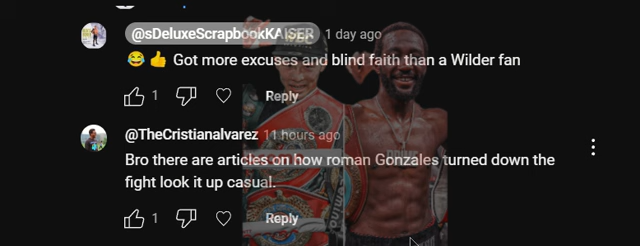 @sDeluxeScrapbookKAISER 1 day ago
😂👍 Got more excuses and blind faith than a Wilder fan
1 Reply
@TheCristianalvarez 11 hours ago
Bro there are articles on how roman Gonzales turned down the
fight look it up casual.
1 Reply